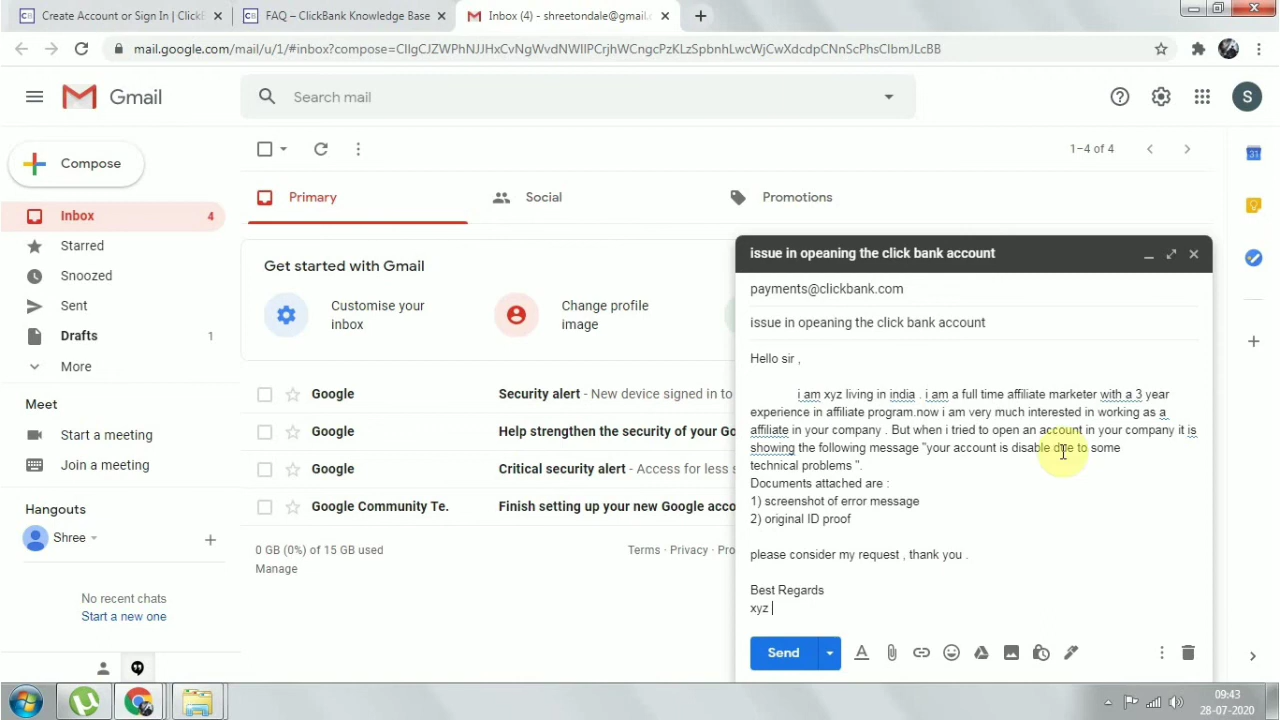 Create Account or Sign In | ClickB
FAQ – ClickBank Knowledge Base
Inbox (4) - shreetondale@gmail.
mail.google.com/mail/u/1/#inbox?compose=CllgCJZWPhNJJHxCvNgWvdNWllPCrjhWCngcPzKLzSpbnhLwcWjCwXdcdpCNnScPhsClbmJLcBB
Gmail
Search mail
S
Compose
1–4 of 4
Primary
Social
Promotions
Inbox 4
Starred
Snoozed
Sent
Drafts 1
More
Get started with Gmail
Customise your
inbox
Change profile
image
Google Security alert - New device signed in to
Google Help strengthen the security of your Go
Google Critical security alert - Access for less s
Google Community Te. Finish setting up your new Google acco
0 GB (0%) of 15 GB used
Manage
Terms · Privacy · Pro
Meet
Start a meeting
Join a meeting
Hangouts
Shree
No recent chats
Start a new one
issue in opeaning the click bank account
payments@clickbank.com
issue in opeaning the click bank account
Hello sir ,
i am xyz living in india . i am a full time affiliate marketer with a 3 year
experience in affiliate program.now i am very much interested in working as a
affiliate in your company . But when i tried to open an account in your company it is
showing the following message "your account is disable due to some
technical problems ".
Documents attached are :
1) screenshot of error message
2) original ID proof
please consider my request , thank you .
Best Regards
xyz
Send
31
09:43
28-07-2020